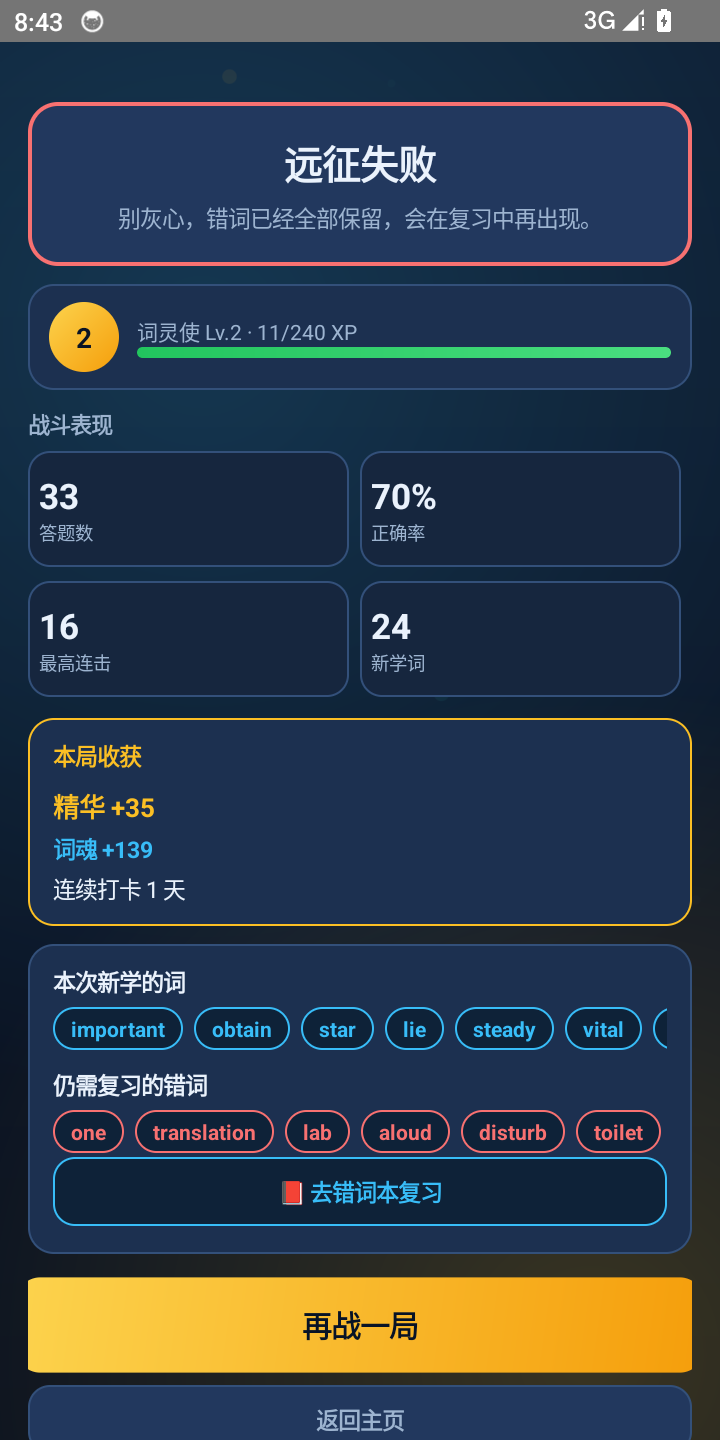 8:43
3G
远征失败
别灰心，错词已经全部保留，会在复习中再出现。
2
词灵使 Lv.2 · 11/240 XP
战斗表现
33
答题数
70%
正确率
16
最高连击
24
新学词
本局收获
精华 +35
词魂 +139
连续打卡 1 天
本次新学的词
important obtain star lie steady vital
仍需复习的错词
one translation lab aloud disturb toilet
📕 去错词本复习
再战一局
返回主页